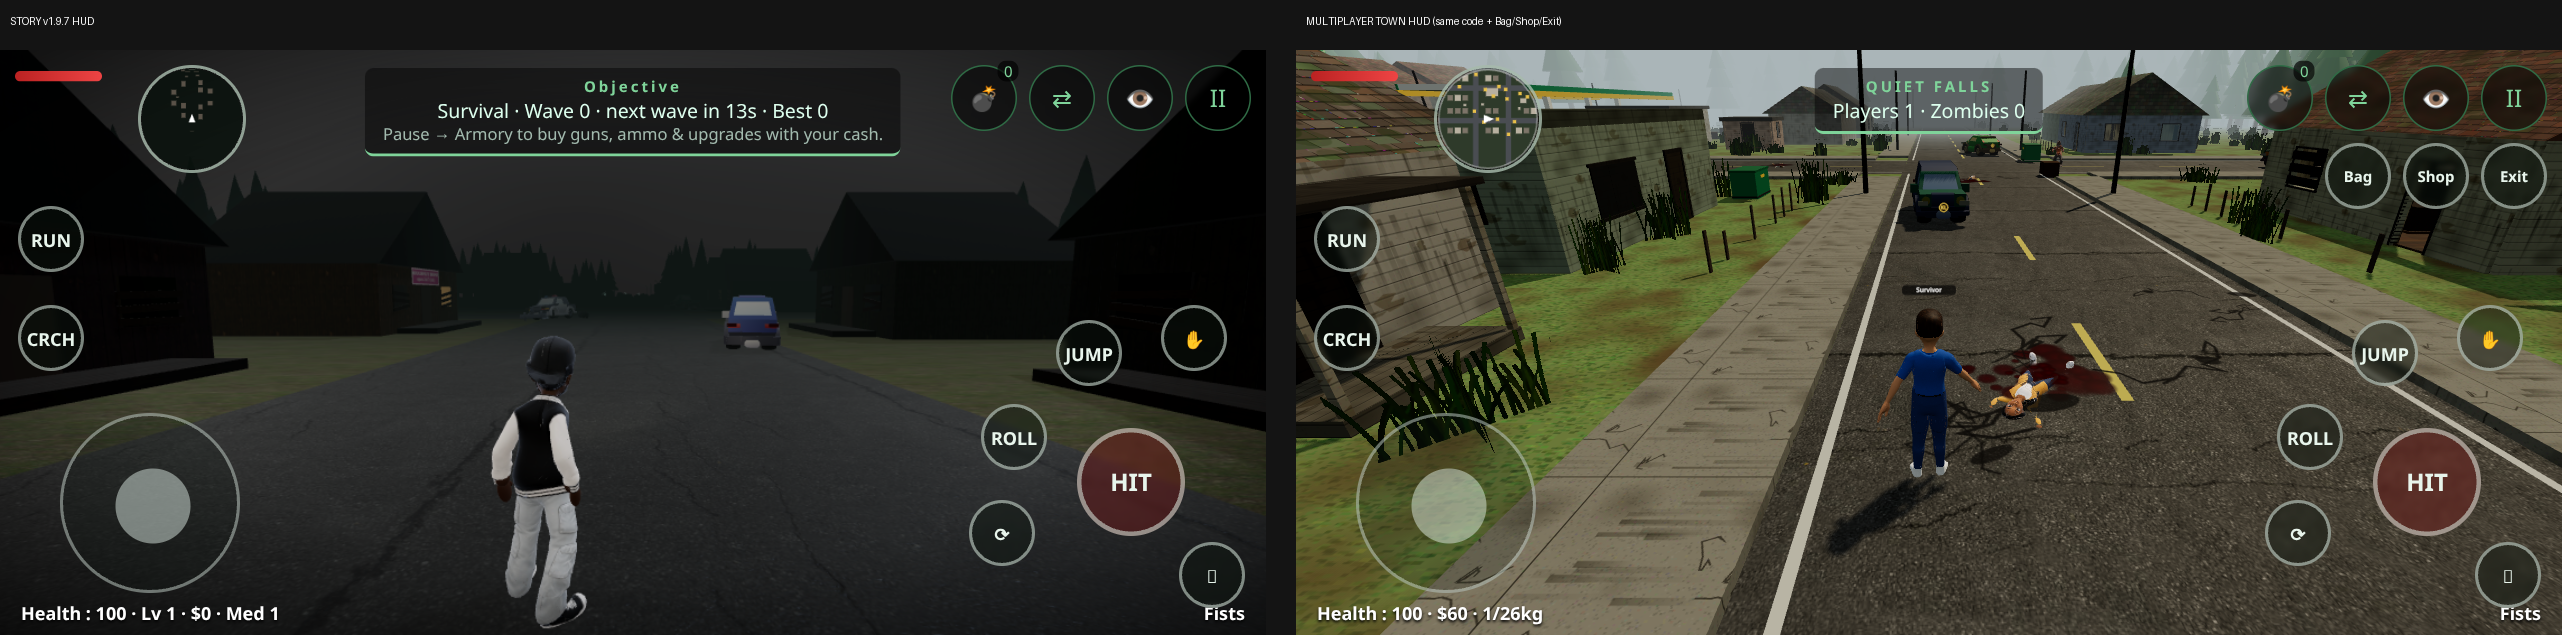 STORY v1.9.7 HUD
Objective
Survival · Wave 0 · next wave in 13s · Best 0
Pause → Armory to buy guns, ammo & upgrades with your cash.
0
⇄
II
RUN
CRCH
JUMP
ROLL
HIT
⟳
Health : 100 · Lv 1 · $0 · Med 1
Fists
MULTIPLAYER TOWN HUD (same code + Bag/Shop/Exit)
QUIET FALLS
Players 1 · Zombies 0
0
⇄
II
Bag
Shop
Exit
RUN
CRCH
Survivor
JUMP
ROLL
HIT
⟳
Health : 100 · $60 · 1/26kg
Fists